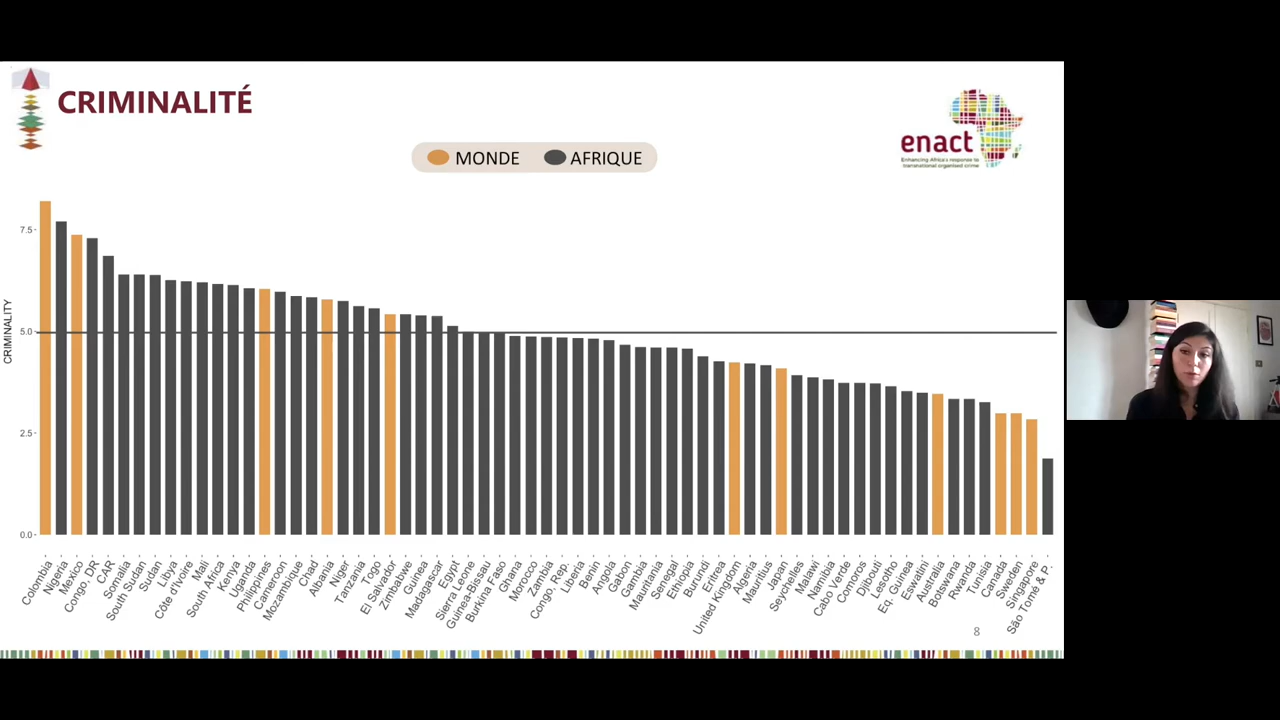 CRIMINALITÉ
MONDE
AFRIQUE
enact
Enhancing Africa's response to
transnational organised crime
CRIMINALITY
7.5
5.0
2.5
0.0
Colombia
Nigeria
Mexico
Congo, DR
CAR
Somalia
South Sudan
Sudan
Libya
Côte d'Ivoire
Mali
South Africa
Kenya
Uganda
Philippines
Cameroon
Mozambique
Chad
Albania
Niger
Tanzania
Togo
El Salvador
Zimbabwe
Guinea
Madagascar
Egypt
Sierra Leone
Guinea-Bissau
Burkina Faso
Ghana
Morocco
Zambia
Congo, Rep.
Liberia
Benin
Angola
Gabon
Gambia
Mauritania
Senegal
Ethiopia
Burundi
Eritrea
United Kingdom
Algeria
Mauritius
Japan
Seychelles
Malawi
Namibia
Cabo Verde
Comoros
Djibouti
Lesotho
Eq. Guinea
Eswatini
Australia
Botswana
Rwanda
Tunisia
Canada
Sweden
Singapore
São Tomé & P.
8